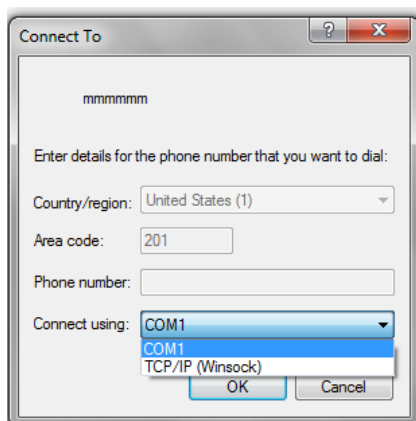 Connect To
mmmmmm
Enter details for the phone number that you want to dial:
Country/region: United States (1)
Area code: 201
Phone number:
Connect using: COM1
COM1
TCP/IP (Winsock)
OK Cancel